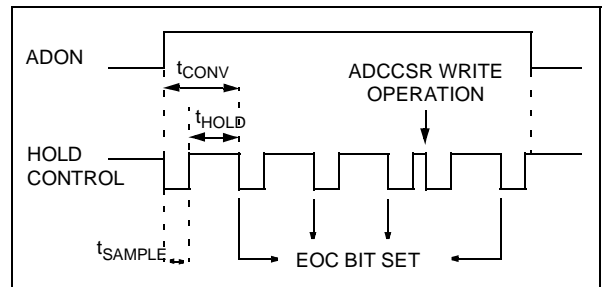 ADON
tCONV
ADCCSR WRITE
OPERATION
tHOLD
HOLD
CONTROL
tSAMPLE
EOC BIT SET